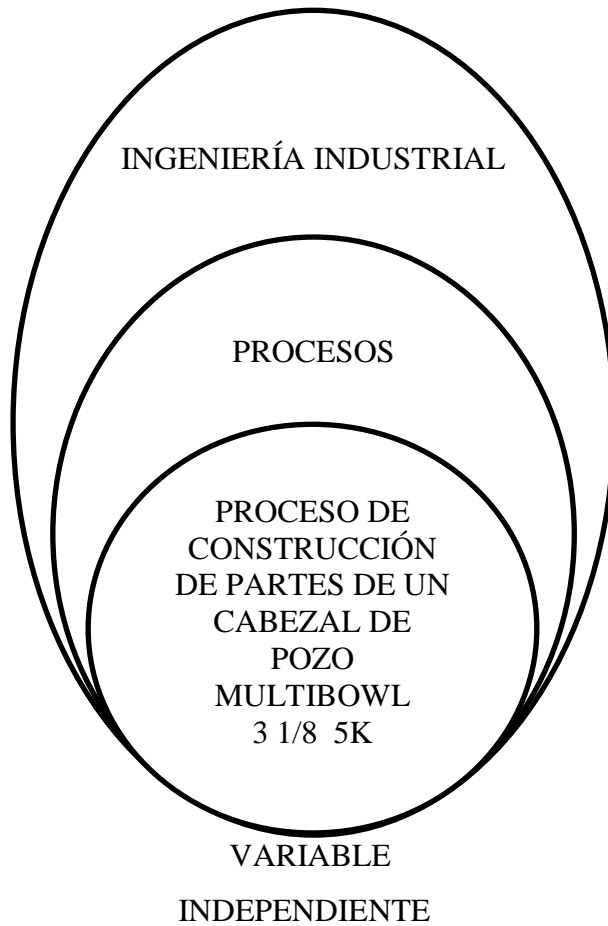 INGENIERÍA INDUSTRIAL
PROCESOS
PROCESO DE
CONSTRUCCIÓN
DE PARTES DE UN
CABEZAL DE
POZO
MULTIBOWL
3 1/8 5K
VARIABLE
INDEPENDIENTE